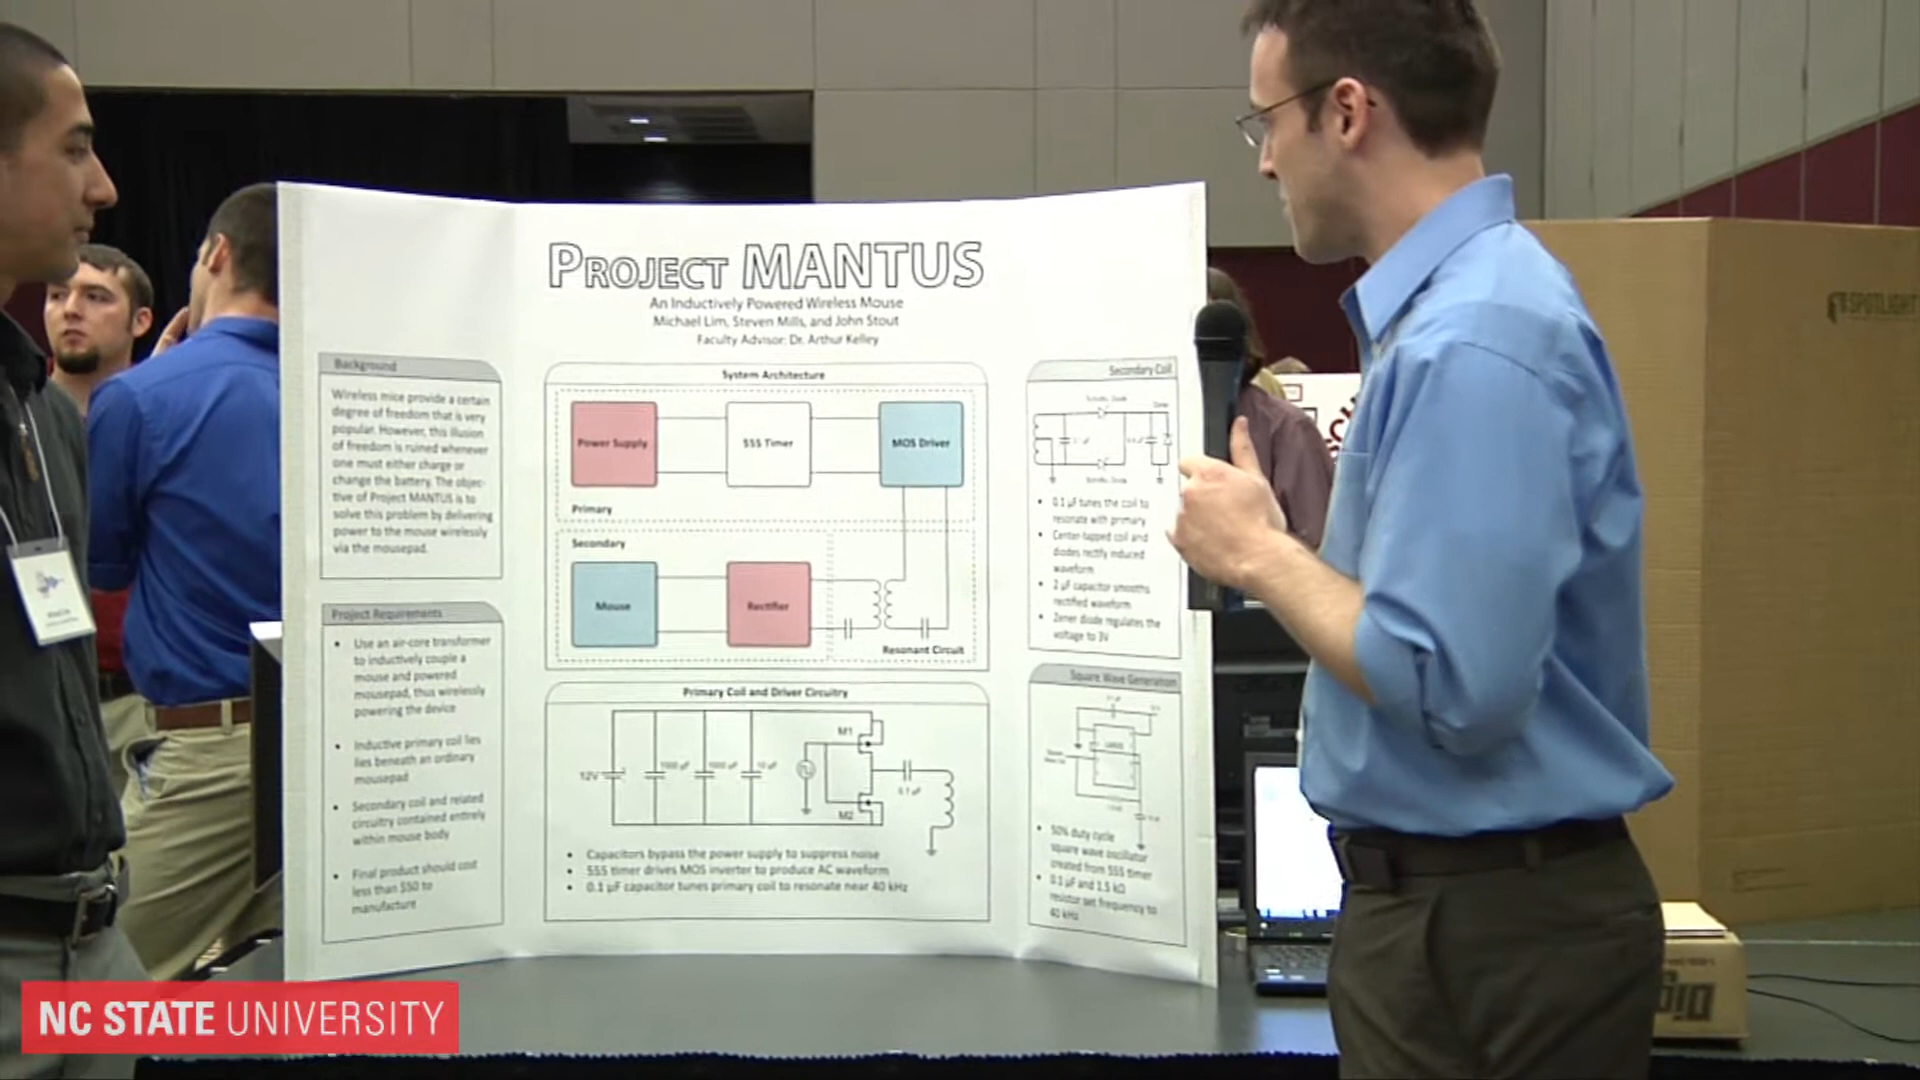 PROJECT MANTUS
An Inductively Powered Wireless Mouse
Michael Lim, Steven Mills, and John Stout
Faculty Advisor: Dr. Arthur Kelley
Background
Wireless mice provide a certain
degree of freedom that is very
popular. However, this illusion
of freedom is ruined whenever
one must either charge or
change the battery. The objec-
tive of Project MANTUS is to
solve this problem by delivering
power to the mouse wirelessly
via the mousepad.
Project Requirements
• Use an air-core transformer
to inductively couple a
mouse and powered
mousepad, thus wirelessly
powering the device
• Inductive primary coil lies
beneath an ordinary
mousepad
• Secondary coil and related
circuitry contained entirely
within mouse body
• Final product should cost
less than $50 to
manufacture
System Architecture
Power Supply
555 Timer
MOS Driver
Primary
Secondary
Mouse
Rectifier
Resonant Circuit
Primary Coil and Driver Circuitry
M1
12V
1000 µF
1000 µF
10 µF
0.1 µF
M2
• Capacitors bypass the power supply to suppress noise
• 555 timer drives MOS inverter to produce AC waveform
• 0.1 µF capacitor tunes primary coil to resonate near 40 kHz
Secondary Coil
Schottky Diode
Zener
Schottky Diode
• 0.1 µF tunes the coil to
resonate with primary
• Center-tapped coil and
diodes rectify induced
waveform
• 2 µF capacitor smooths
rectified waveform
• Zener diode regulates the
voltage to 3V
Square Wave Generation
• 50% duty cycle
square wave oscillator
created from 555 timer
• 0.1 µF and 1.5 kΩ
resistor set frequency to
40 kHz
SPOTLIGHT
NC STATE UNIVERSITY